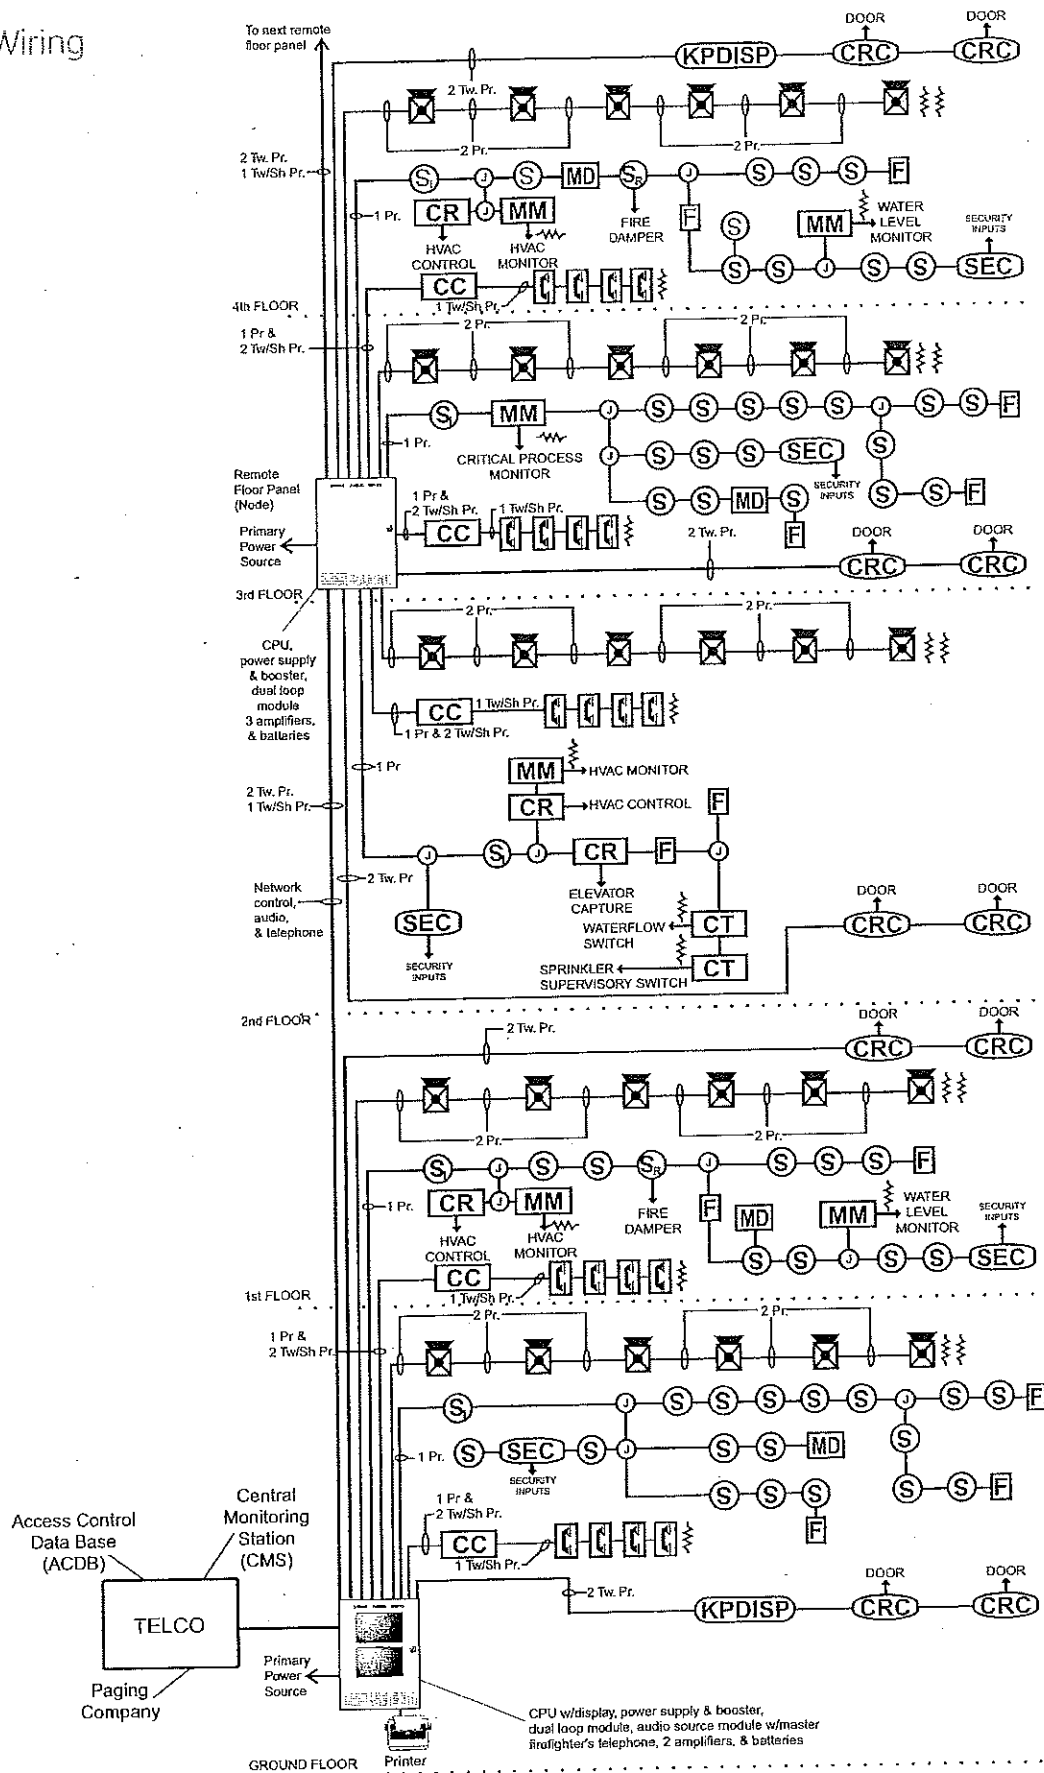 Wiring
To next remote
floor panel
DOOR
DOOR
KPDISP
CRC
CRC
2 Tw. Pr.
2 Pr.
2 Pr.
2 Tw. Pr.
1 Tw/Sh Pr.
S I
J
S
MD
S R
J
S
S
S
F
1 Pr.
CR
J
MM
FIRE
DAMPER
F
S
MM
WATER
LEVEL
MONITOR
SECURITY
INPUTS
HVAC
CONTROL
HVAC
MONITOR
S
S
J
S
S
SEC
CC
1 Tw/Sh Pr.
4th FLOOR
1 Pr &
2 Tw/Sh Pr.
2 Pr.
2 Pr.
S I
MM
J
S
S
S
S
S
J
S
S
F
1 Pr.
CRITICAL PROCESS
MONITOR
J
S
S
S
SEC
S
SECURITY
INPUTS
Remote
Floor Panel
(Node)
S
S
MD
S
S
S
F
F
1 Pr &
2 Tw/Sh Pr.
1 Tw/Sh Pr.
CC
Primary
Power
Source
2 Tw. Pr.
DOOR
DOOR
CRC
CRC
3rd FLOOR
2 Pr.
2 Pr.
CPU,
power supply
& booster,
dual loop
module
3 amplifiers,
& batteries
CC
1 Tw/Sh Pr.
1 Pr & 2 Tw/Sh Pr.
1 Pr
MM
HVAC MONITOR
2 Tw. Pr.
1 Tw/Sh Pr.
CR
HVAC CONTROL
F
J
S I
J
CR
F
J
2 Tw. Pr
Network
control,
audio,
& telephone
ELEVATOR
CAPTURE
SEC
WATERFLOW
SWITCH
CT
SECURITY
INPUTS
SPRINKLER
SUPERVISORY SWITCH
CT
DOOR
DOOR
CRC
CRC
2nd FLOOR
2 Tw. Pr.
DOOR
DOOR
CRC
CRC
2 Pr.
2 Pr.
S I
J
S
S
S R
J
S
S
S
F
1 Pr.
CR
J
MM
FIRE
DAMPER
F
MD
MM
WATER
LEVEL
MONITOR
SECURITY
INPUTS
HVAC
CONTROL
HVAC
MONITOR
S
S
J
S
S
SEC
CC
1 Tw/Sh Pr.
1st FLOOR
1 Pr &
2 Tw/Sh Pr.
2 Pr.
2 Pr.
S I
J
S
S
S
S
S
J
S
S
F
1 Pr.
S
SEC
S
J
S
S
MD
S
SECURITY
INPUTS
S
S
S
S
S
F
F
1 Pr &
2 Tw/Sh Pr.
CC
1 Tw/Sh Pr.
Access Control
Data Base
(ACDB)
Central
Monitoring
Station
(CMS)
TELCO
Paging
Company
2 Tw. Pr.
KPDISP
DOOR
DOOR
CRC
CRC
Primary
Power
Source
CPU w/display, power supply & booster,
dual loop module, audio source module w/master
firefighter's telephone, 2 amplifiers, & batteries
GROUND FLOOR
Printer